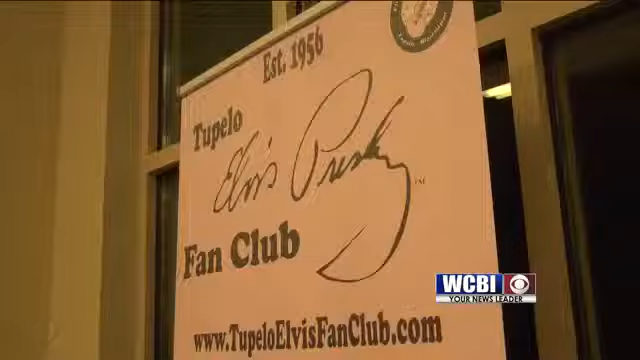 Est. 1956
Tupelo
Elvis Presley
Fan Club
www.TupeloElvisFanClub.com
WCBI
YOUR NEWS LEADER